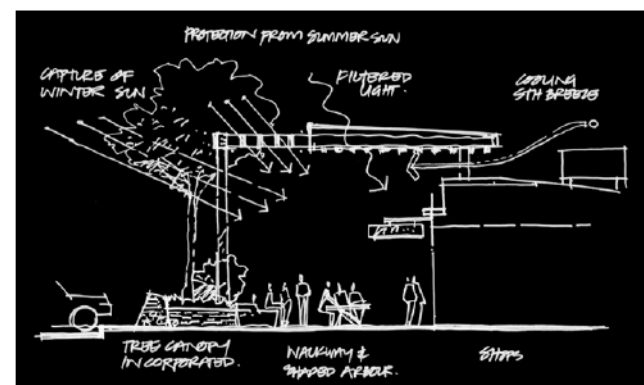 PROTECTION FROM SUMMER SUN
CAPTURE OF
WINTER SUN
FILTERED
LIGHT.
COOLING
STH BREEZE
TREE CANOPY
INCORPORATED.
WALKWAY &
SHADED ARBOUR.
SHOPS